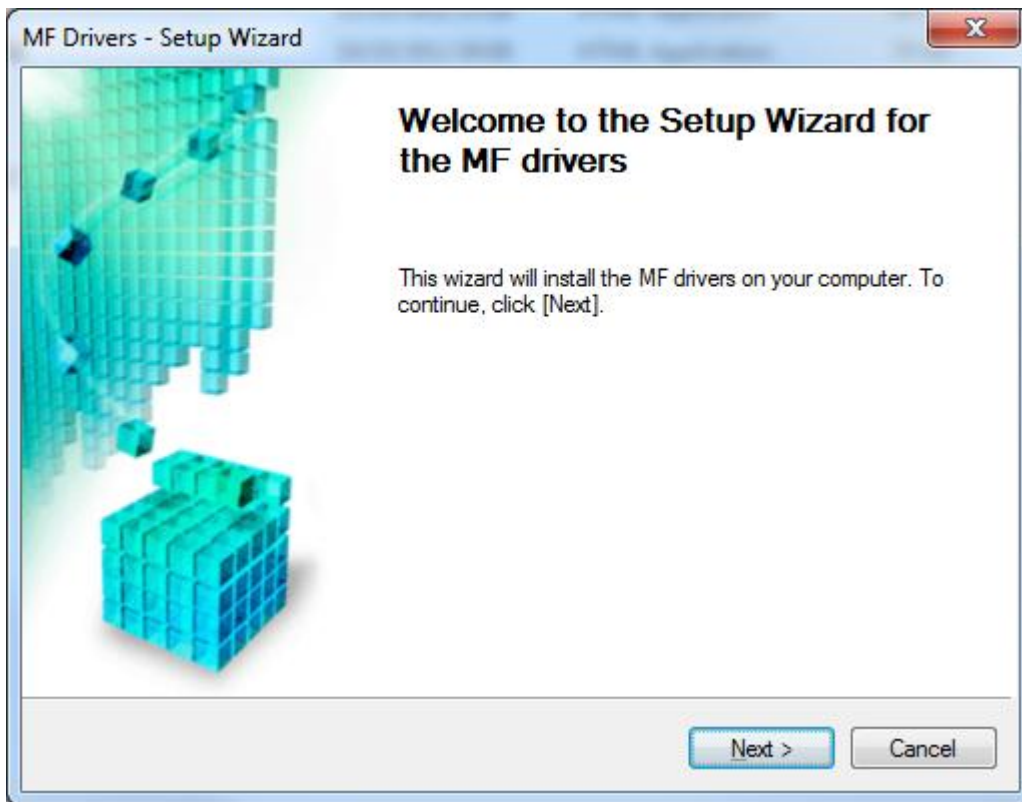 MF Drivers - Setup Wizard
Welcome to the Setup Wizard for
the MF drivers
This wizard will install the MF drivers on your computer. To
continue, click [Next].
Next >
Cancel